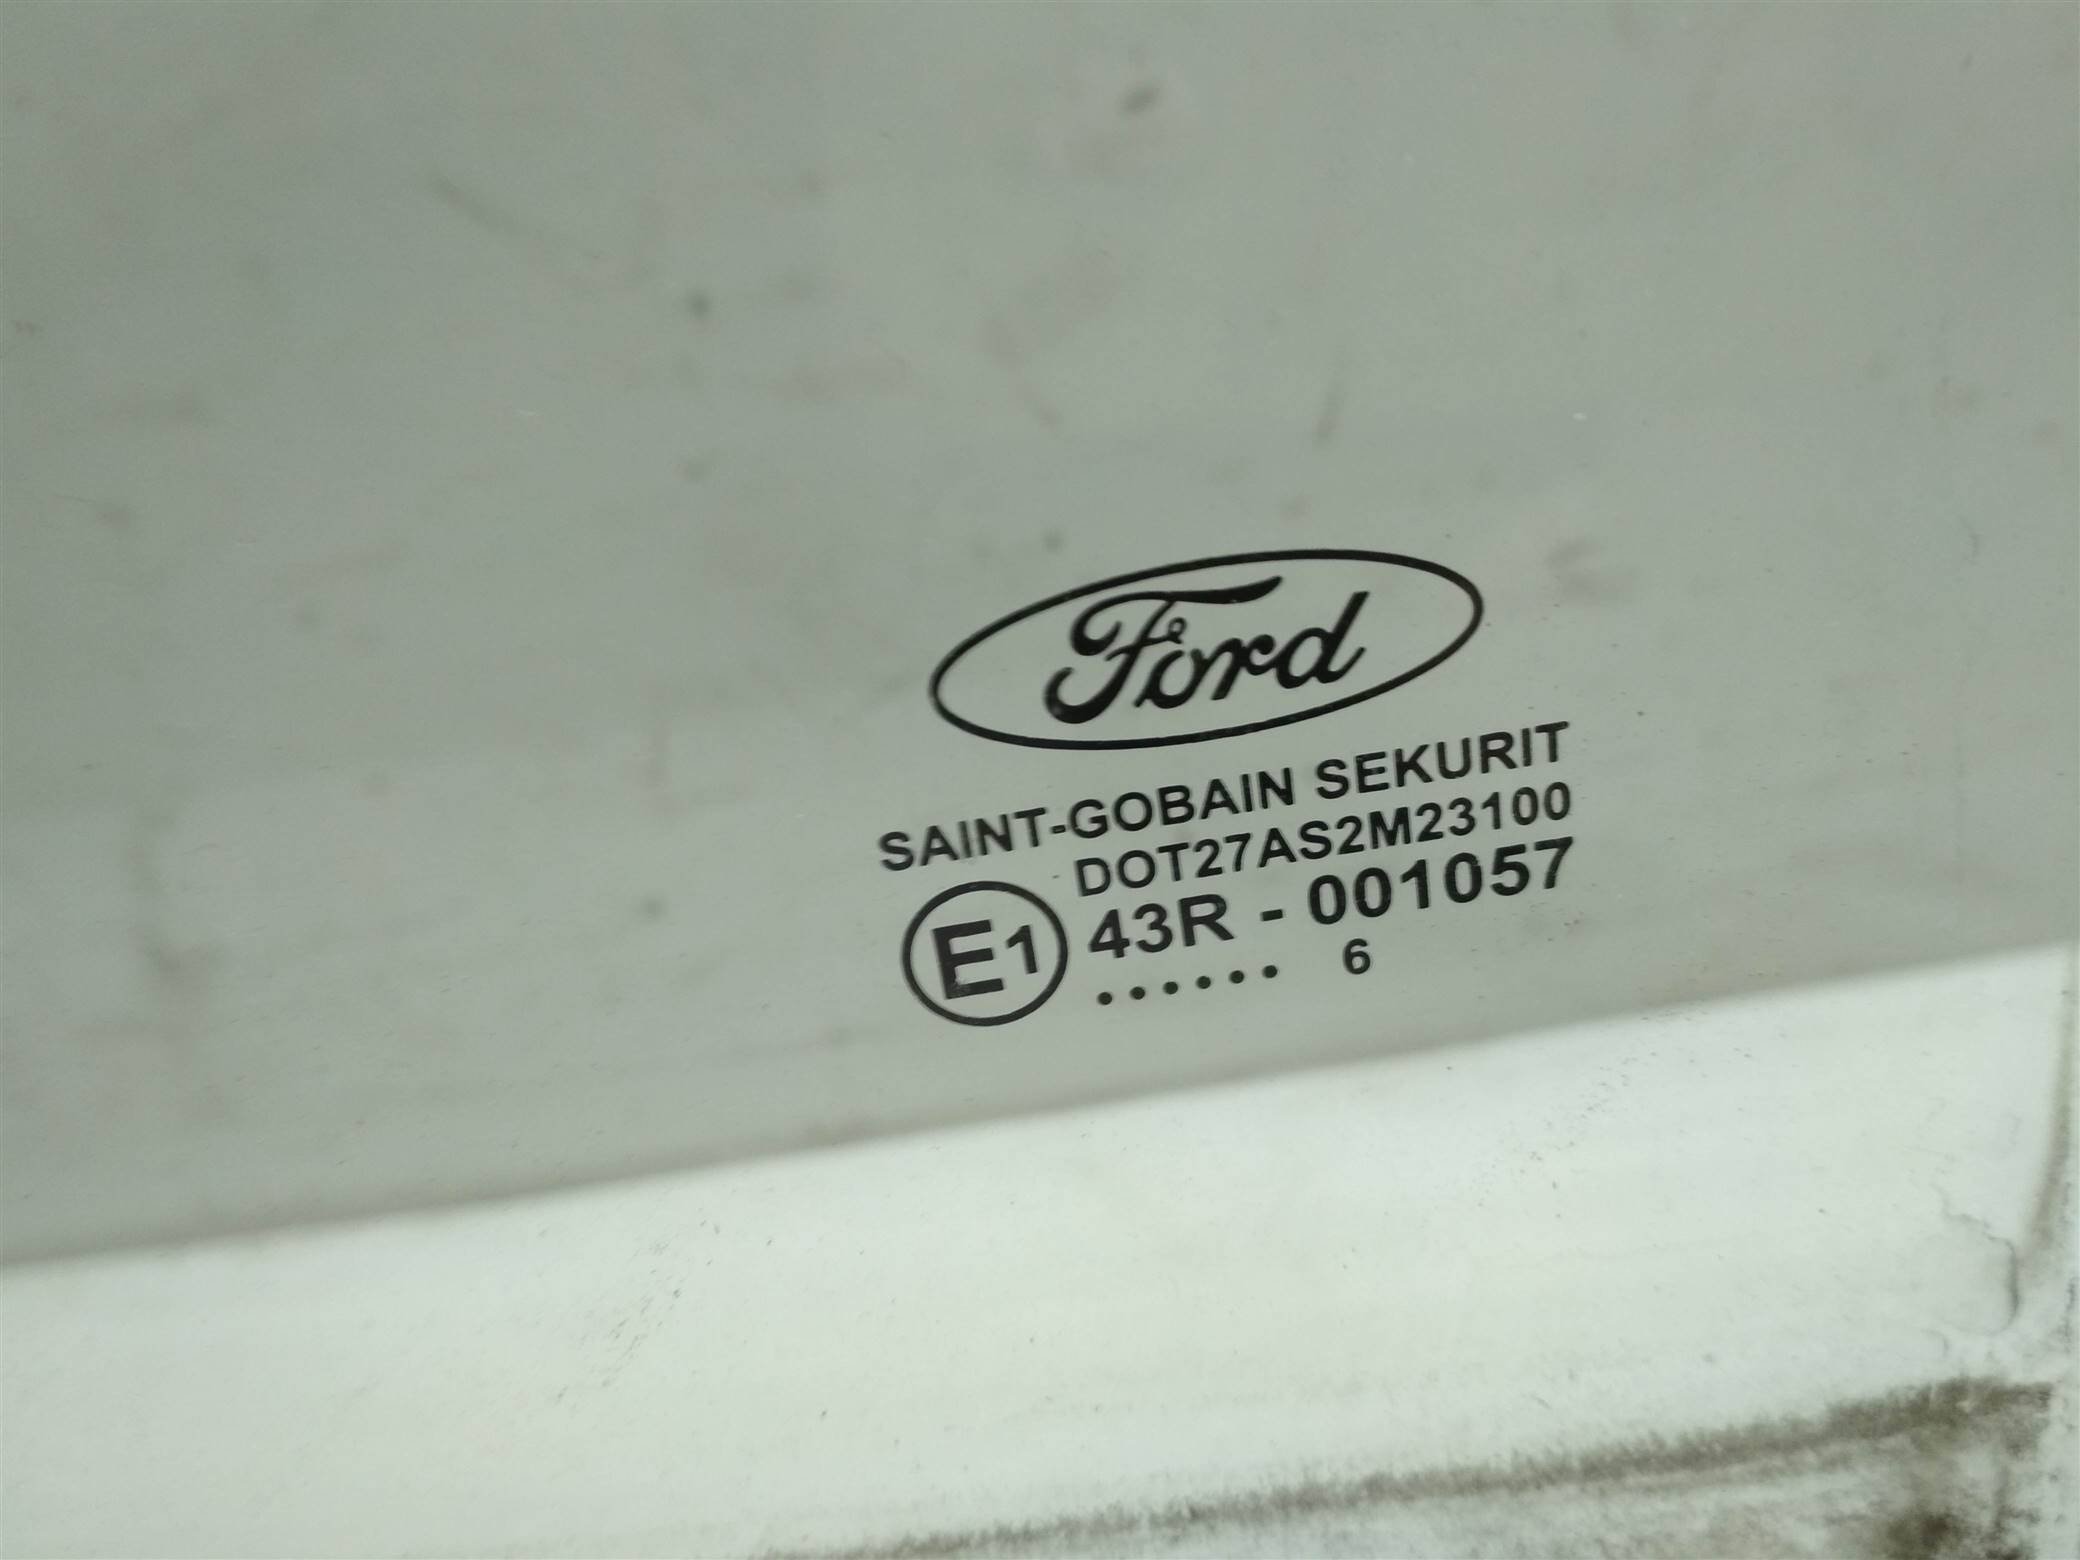 Ford
SAINT-GOBAIN SEKURIT
DOT27AS2M23100
E1 43R - 001057
...... 6